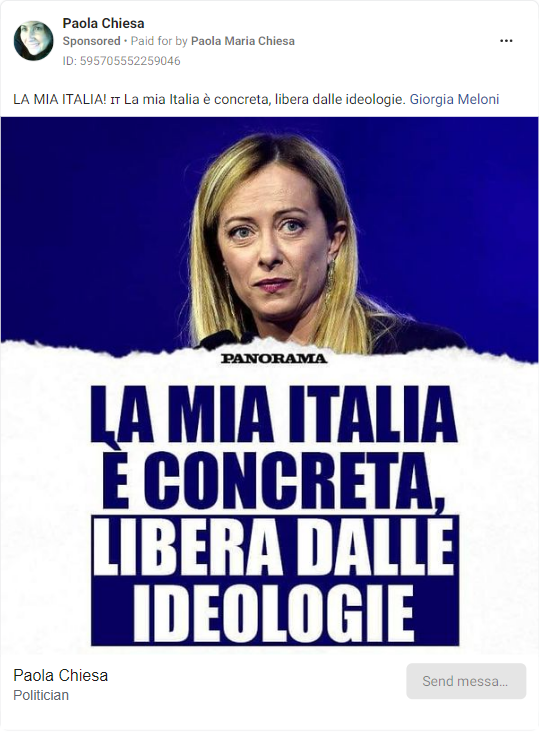 Paola Chiesa
Sponsored • Paid for by Paola Maria Chiesa
ID: 595705552259046
LA MIA ITALIA! IT La mia Italia è concreta, libera dalle ideologie. Giorgia Meloni
PANORAMA
LA MIA ITALIA
È CONCRETA,
LIBERA DALLE
IDEOLOGIE
Paola Chiesa
Send messa...
Politician